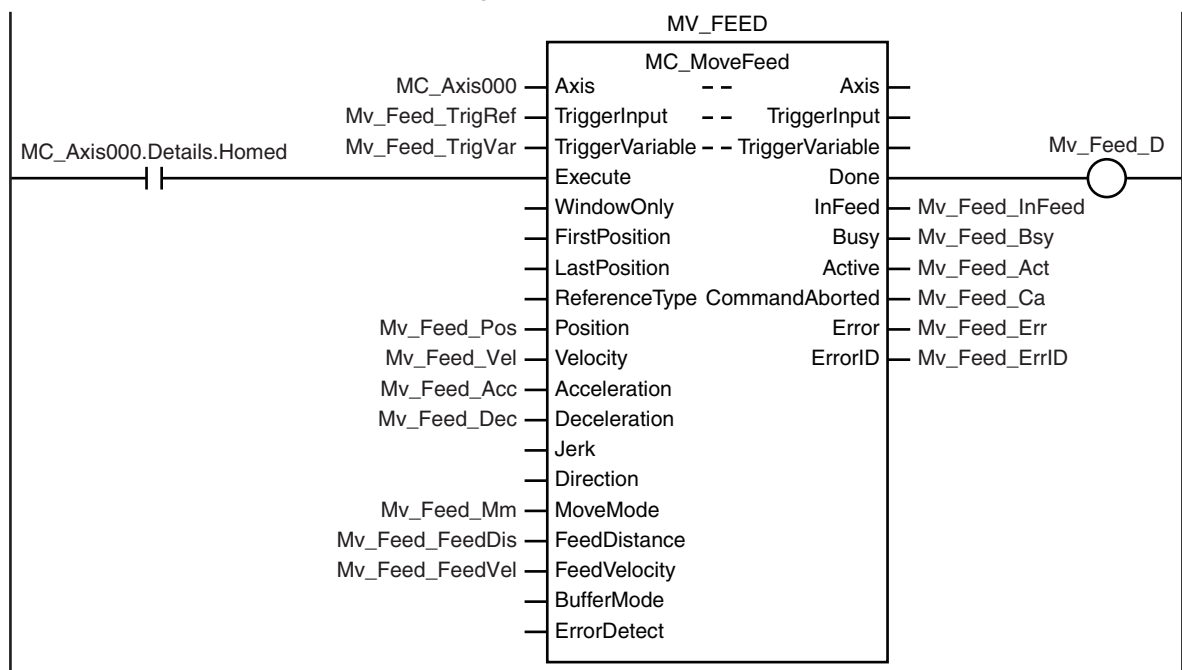 MV_FEED
MC_MoveFeed
MC_Axis000 Axis -- Axis
Mv_Feed_TrigRef TriggerInput -- TriggerInput
Mv_Feed_TrigVar TriggerVariable -- TriggerVariable
MC_Axis000.Details.Homed Mv_Feed_D
Execute Done
WindowOnly InFeed Mv_Feed_InFeed
FirstPosition Busy Mv_Feed_Bsy
LastPosition Active Mv_Feed_Act
ReferenceType CommandAborted Mv_Feed_Ca
Mv_Feed_Pos Position Error Mv_Feed_Err
Mv_Feed_Vel Velocity ErrorID Mv_Feed_ErrID
Mv_Feed_Acc Acceleration
Mv_Feed_Dec Deceleration
Jerk
Direction
Mv_Feed_Mm MoveMode
Mv_Feed_FeedDis FeedDistance
Mv_Feed_FeedVel FeedVelocity
BufferMode
ErrorDetect